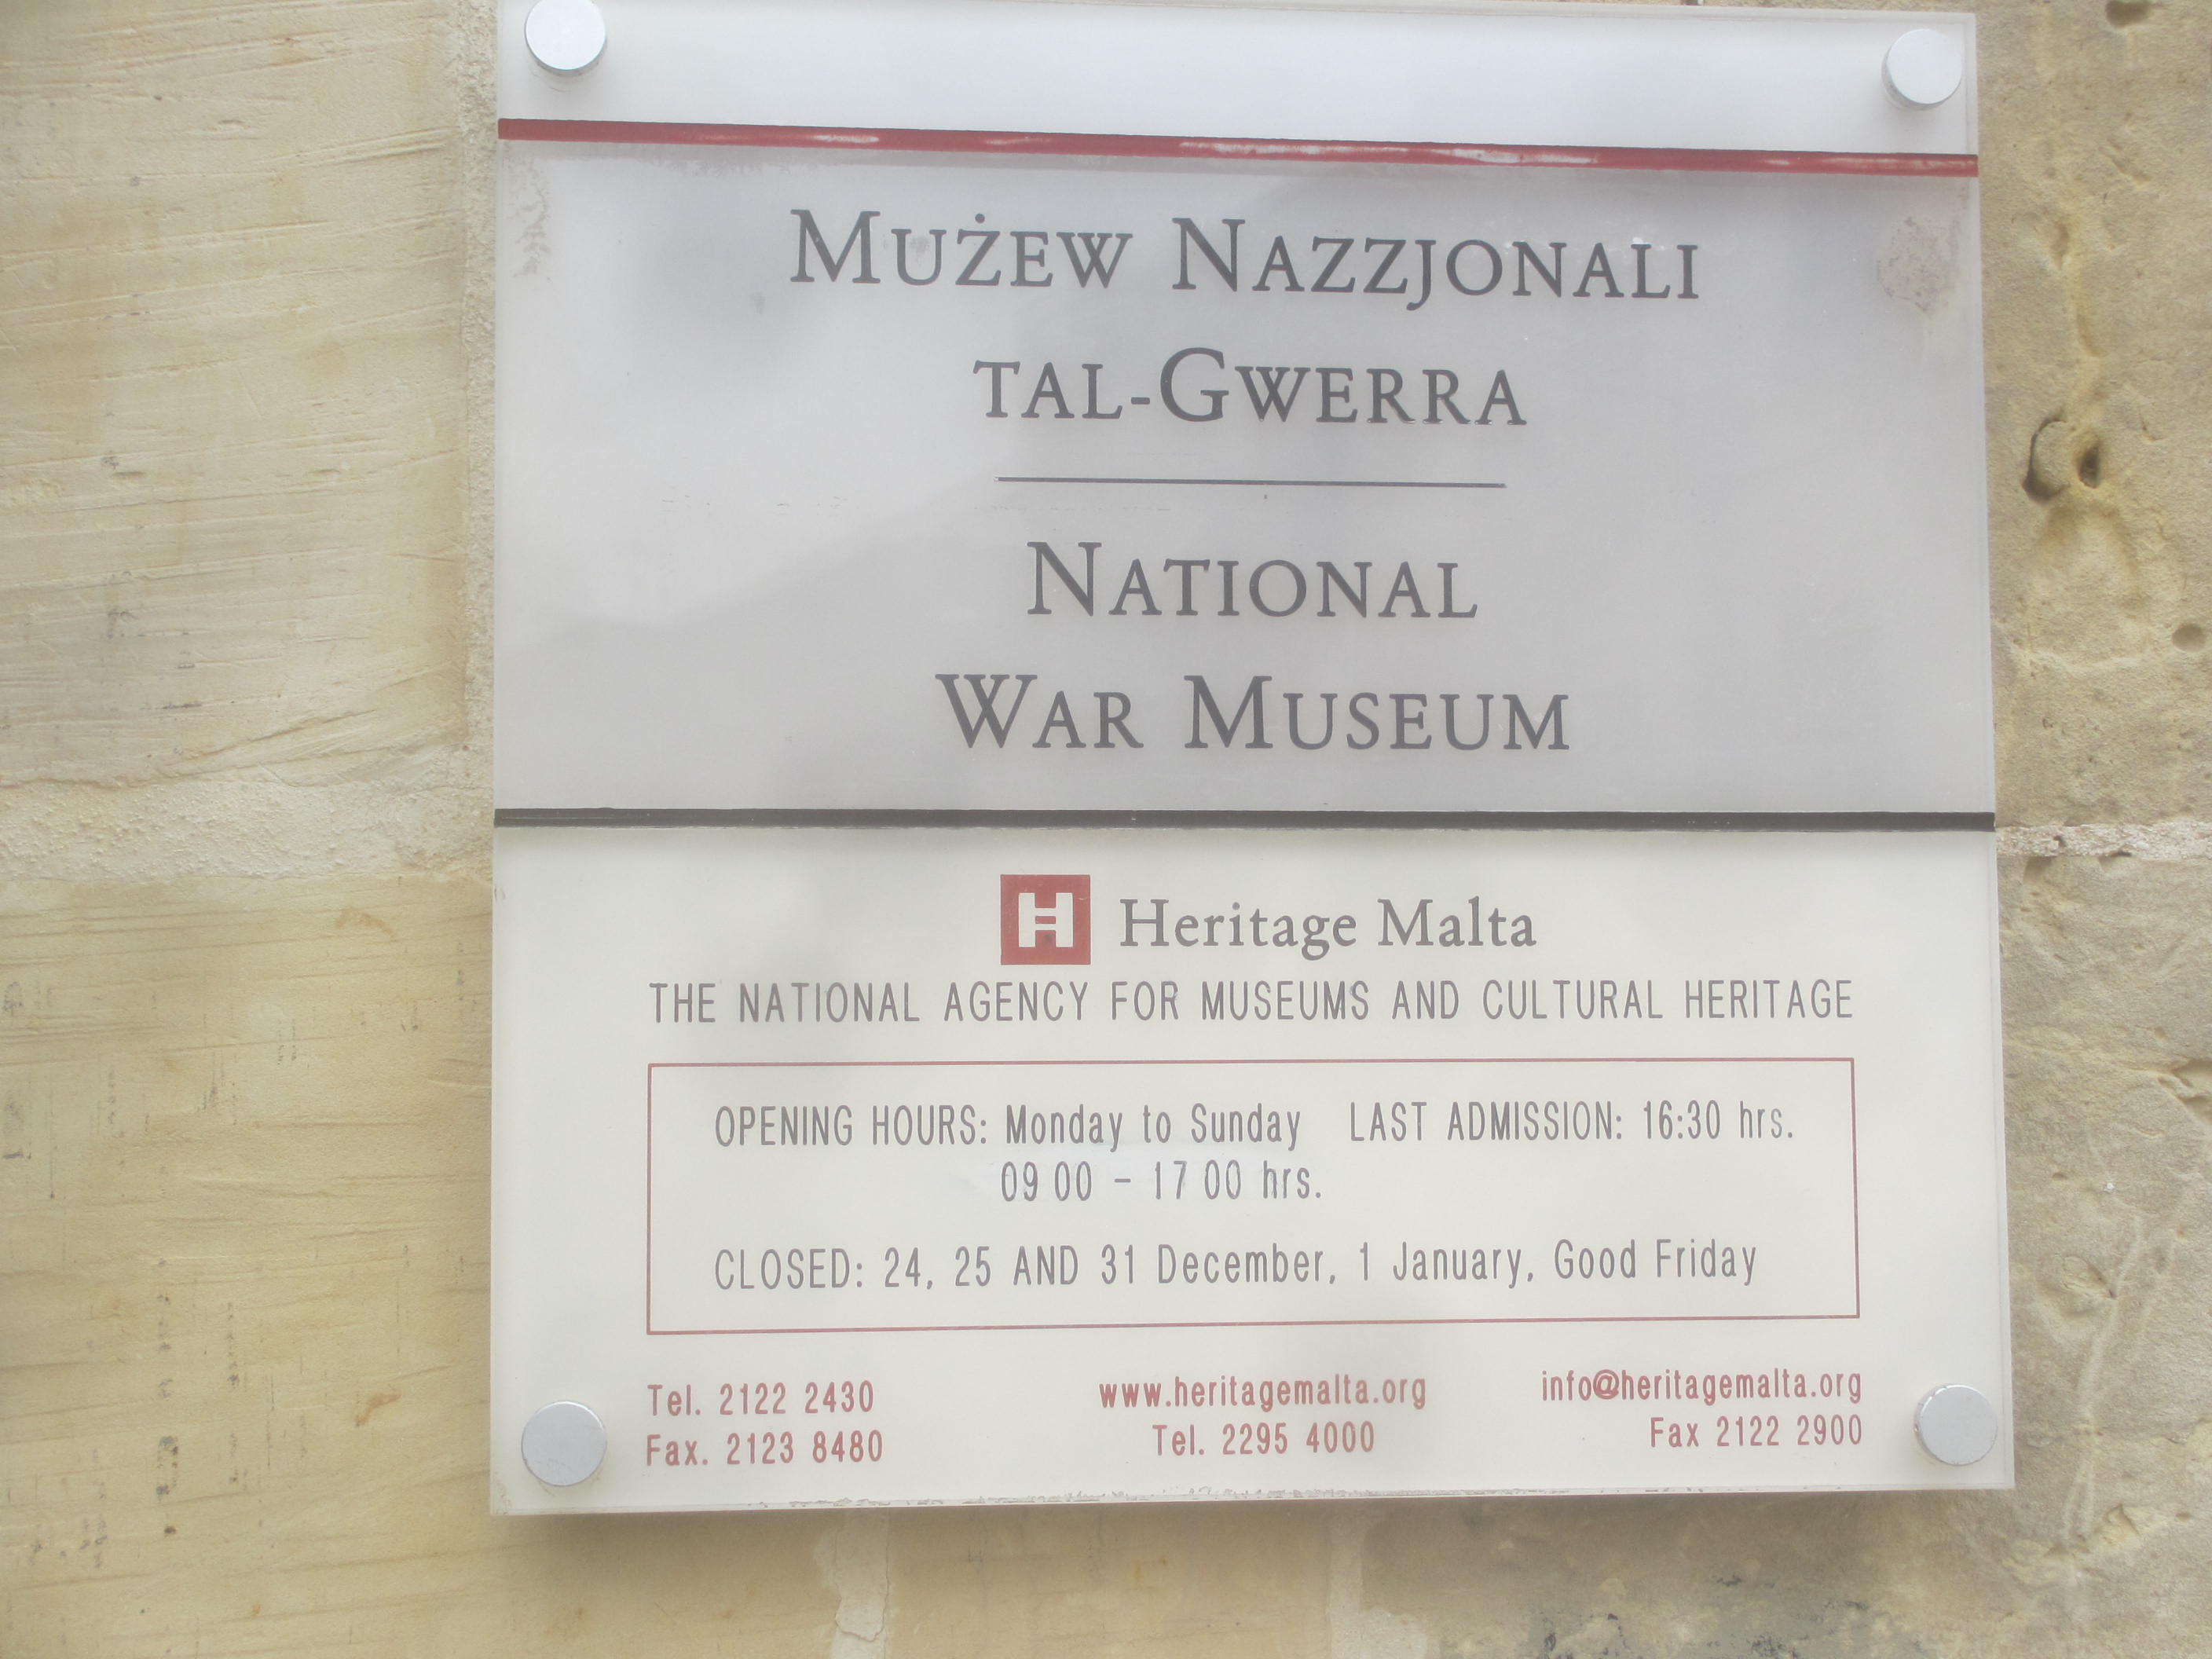 MUŻEW NAZZJONALI
TAL-GWERRA
NATIONAL
WAR MUSEUM
H Heritage Malta
THE NATIONAL AGENCY FOR MUSEUMS AND CULTURAL HERITAGE
OPENING HOURS: Monday to Sunday LAST ADMISSION: 16:30 hrs.
09 00 - 17 00 hrs.
CLOSED: 24, 25 AND 31 December, 1 January, Good Friday
Tel. 2122 2430 www.heritagemalta.org info@heritagemalta.org
Fax. 2123 8480 Tel. 2295 4000 Fax 2122 2900